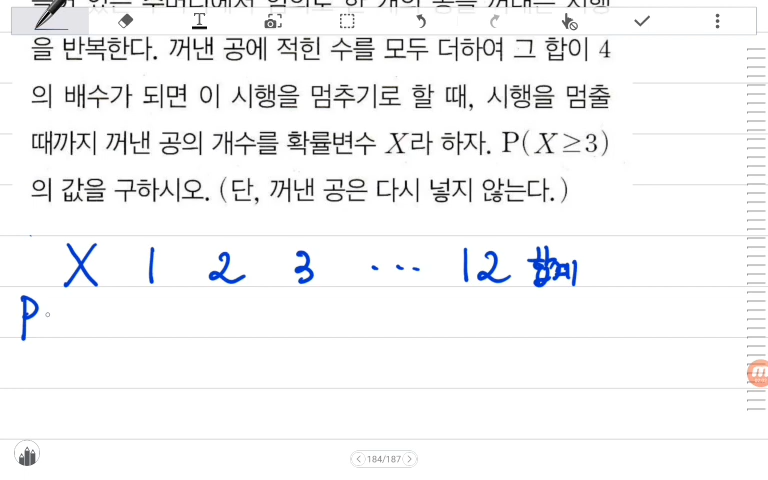 을 반복한다. 꺼낸 공에 적힌 수를 모두 더하여 그 합이 4
의 배수가 되면 이 시행을 멈추기로 할 때, 시행을 멈출
때까지 꺼낸 공의 개수를 확률변수 X라 하자. P(X≥3)
의 값을 구하시오. (단, 꺼낸 공은 다시 넣지 않는다.)
X 1 2 3 ... 12 합계
P
184/187